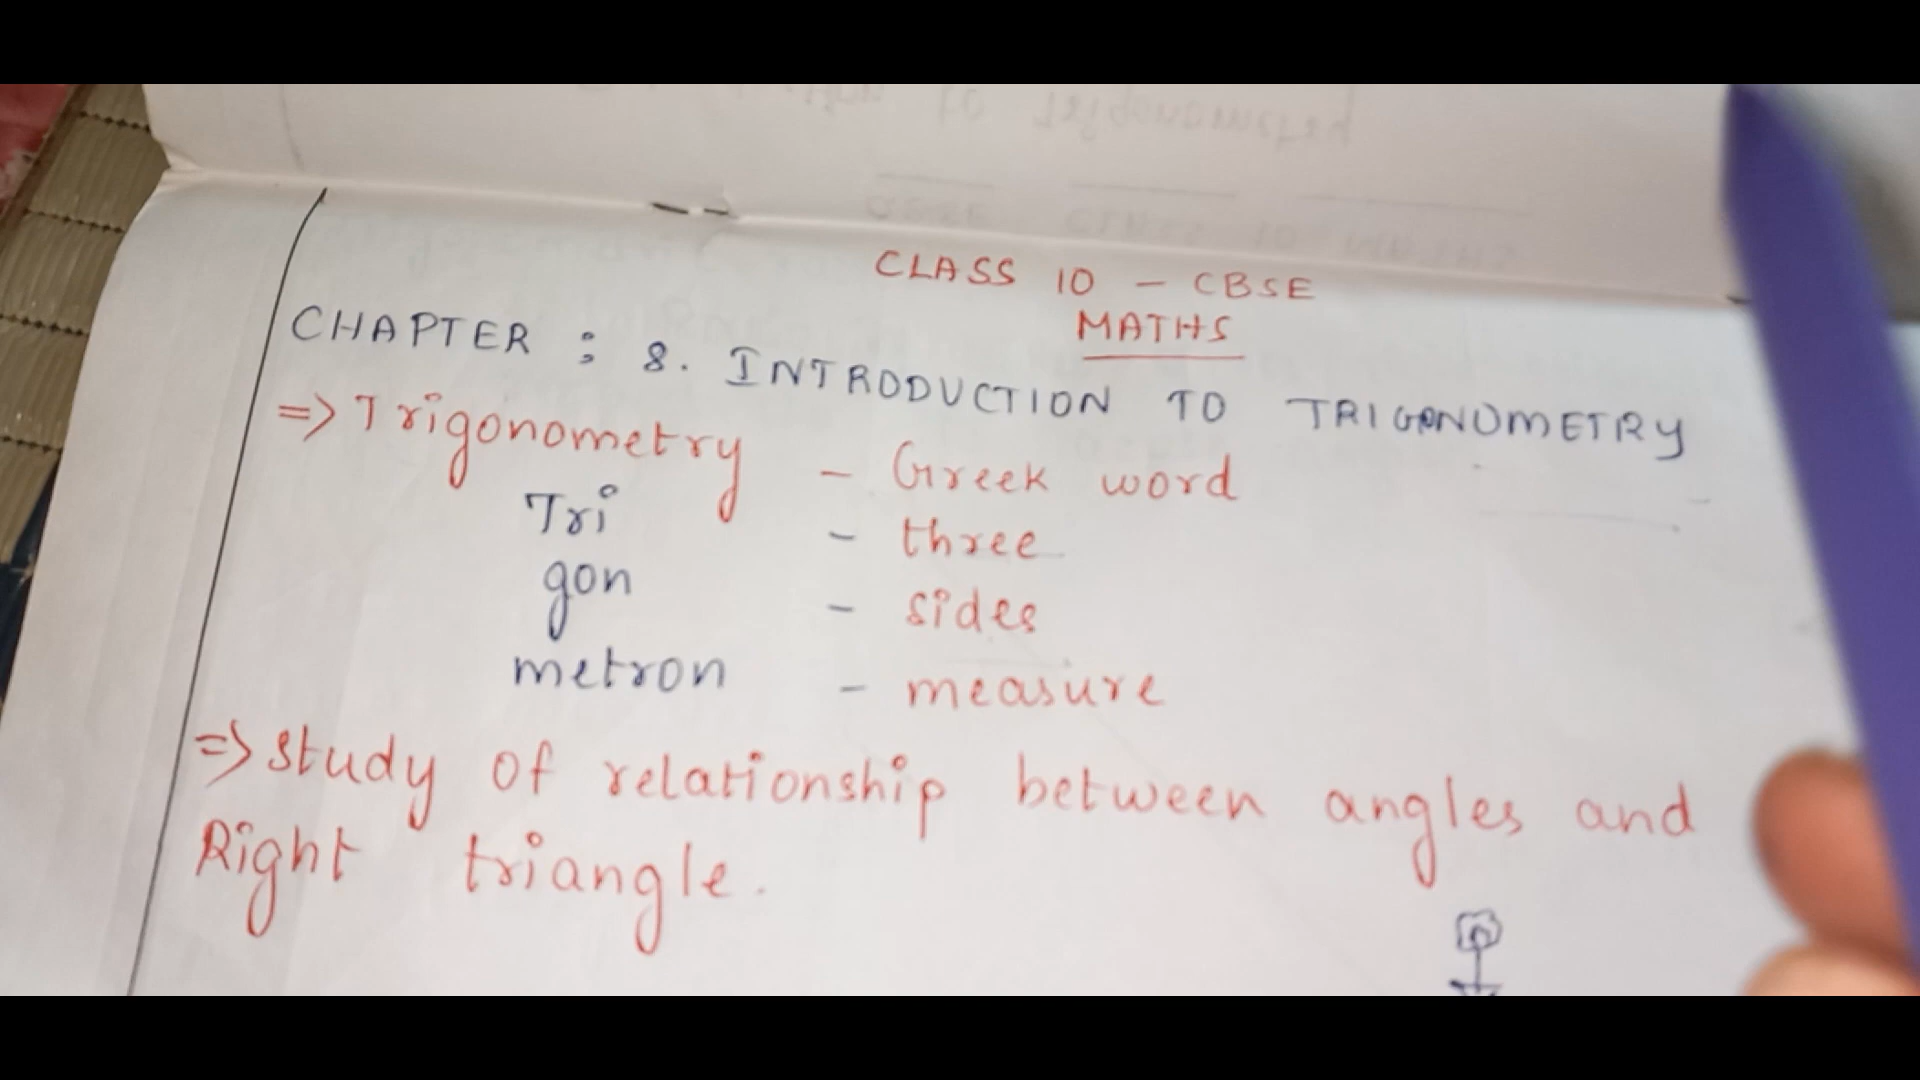 CLASS 10 - CBSE
MATHS
CHAPTER : 8. INTRODUCTION TO TRIGONOMETRY
=> Trigonometry - Greek word
Tri - three
gon - sides
metron - measure
=> study of relationship between angles and
Right triangle.